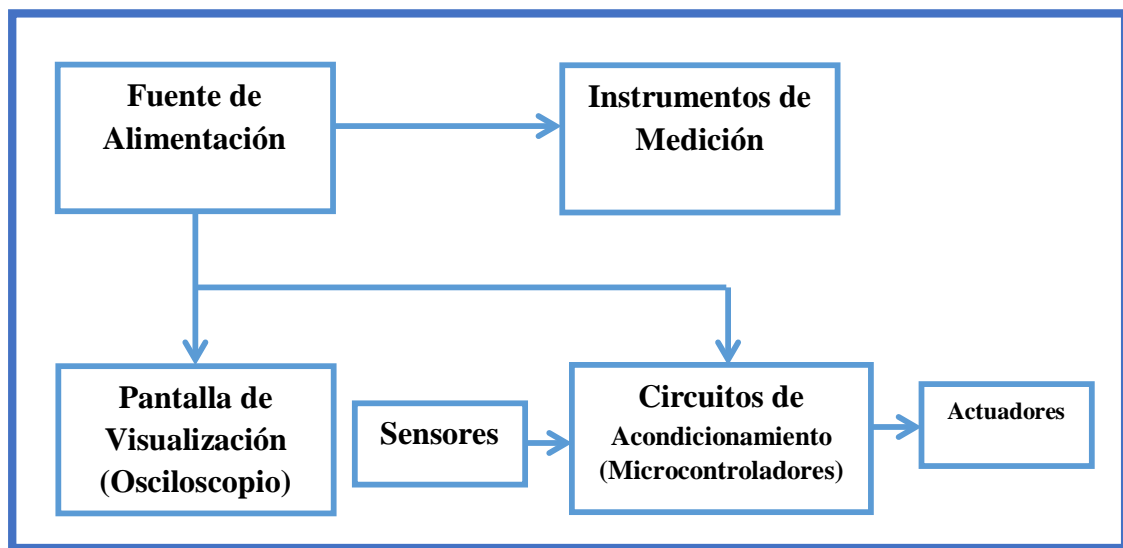 Fuente de
Alimentación
Instrumentos de
Medición
Pantalla de
Visualización
(Osciloscopio)
Sensores
Circuitos de
Acondicionamiento
(Microcontroladores)
Actuadores